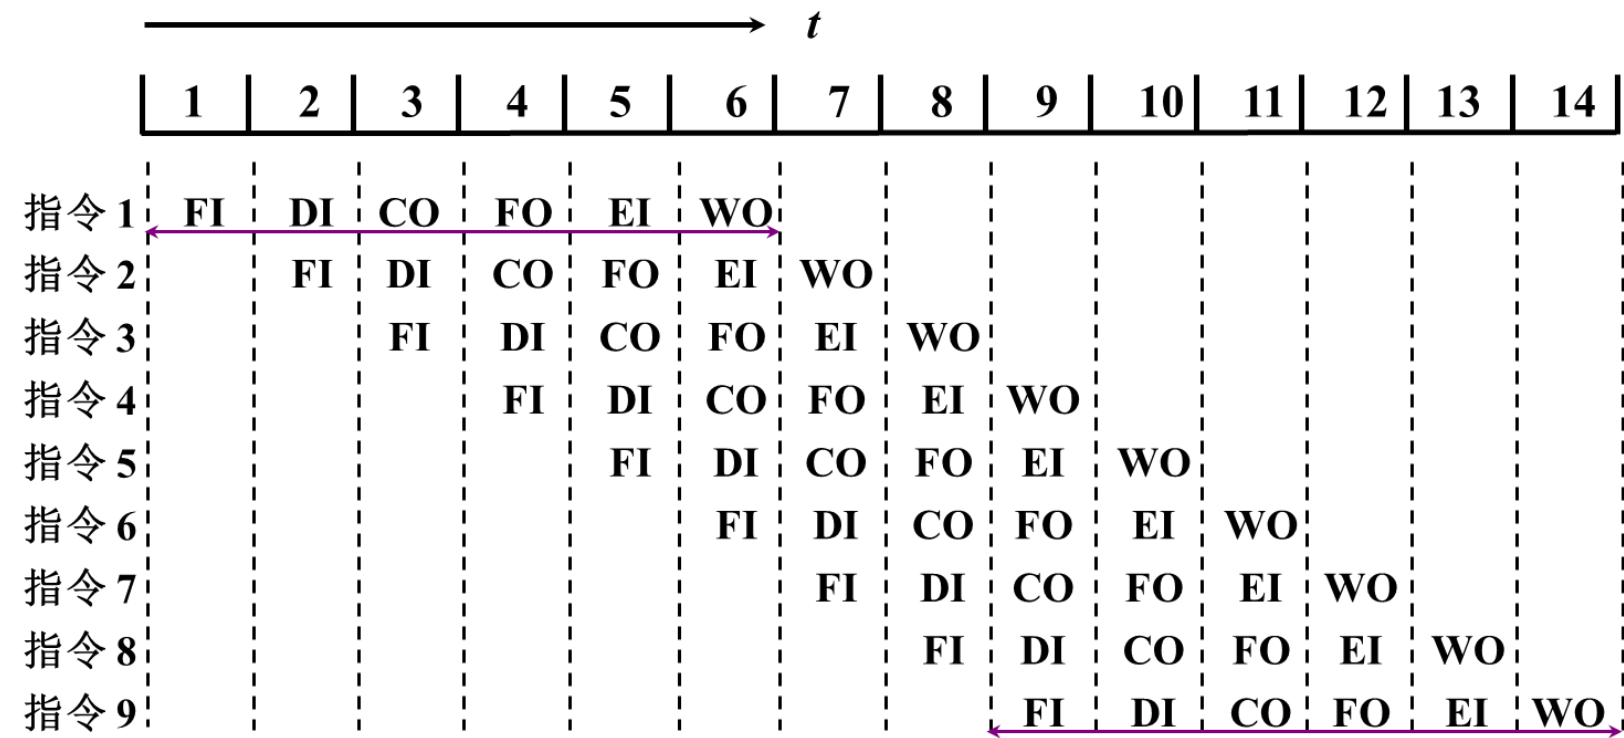 t
1 2 3 4 5 6 7 8 9 10 11 12 13 14
指令 1 FI DI CO FO EI WO
指令 2 FI DI CO FO EI WO
指令 3 FI DI CO FO EI WO
指令 4 FI DI CO FO EI WO
指令 5 FI DI CO FO EI WO
指令 6 FI DI CO FO EI WO
指令 7 FI DI CO FO EI WO
指令 8 FI DI CO FO EI WO
指令 9 FI DI CO FO EI WO